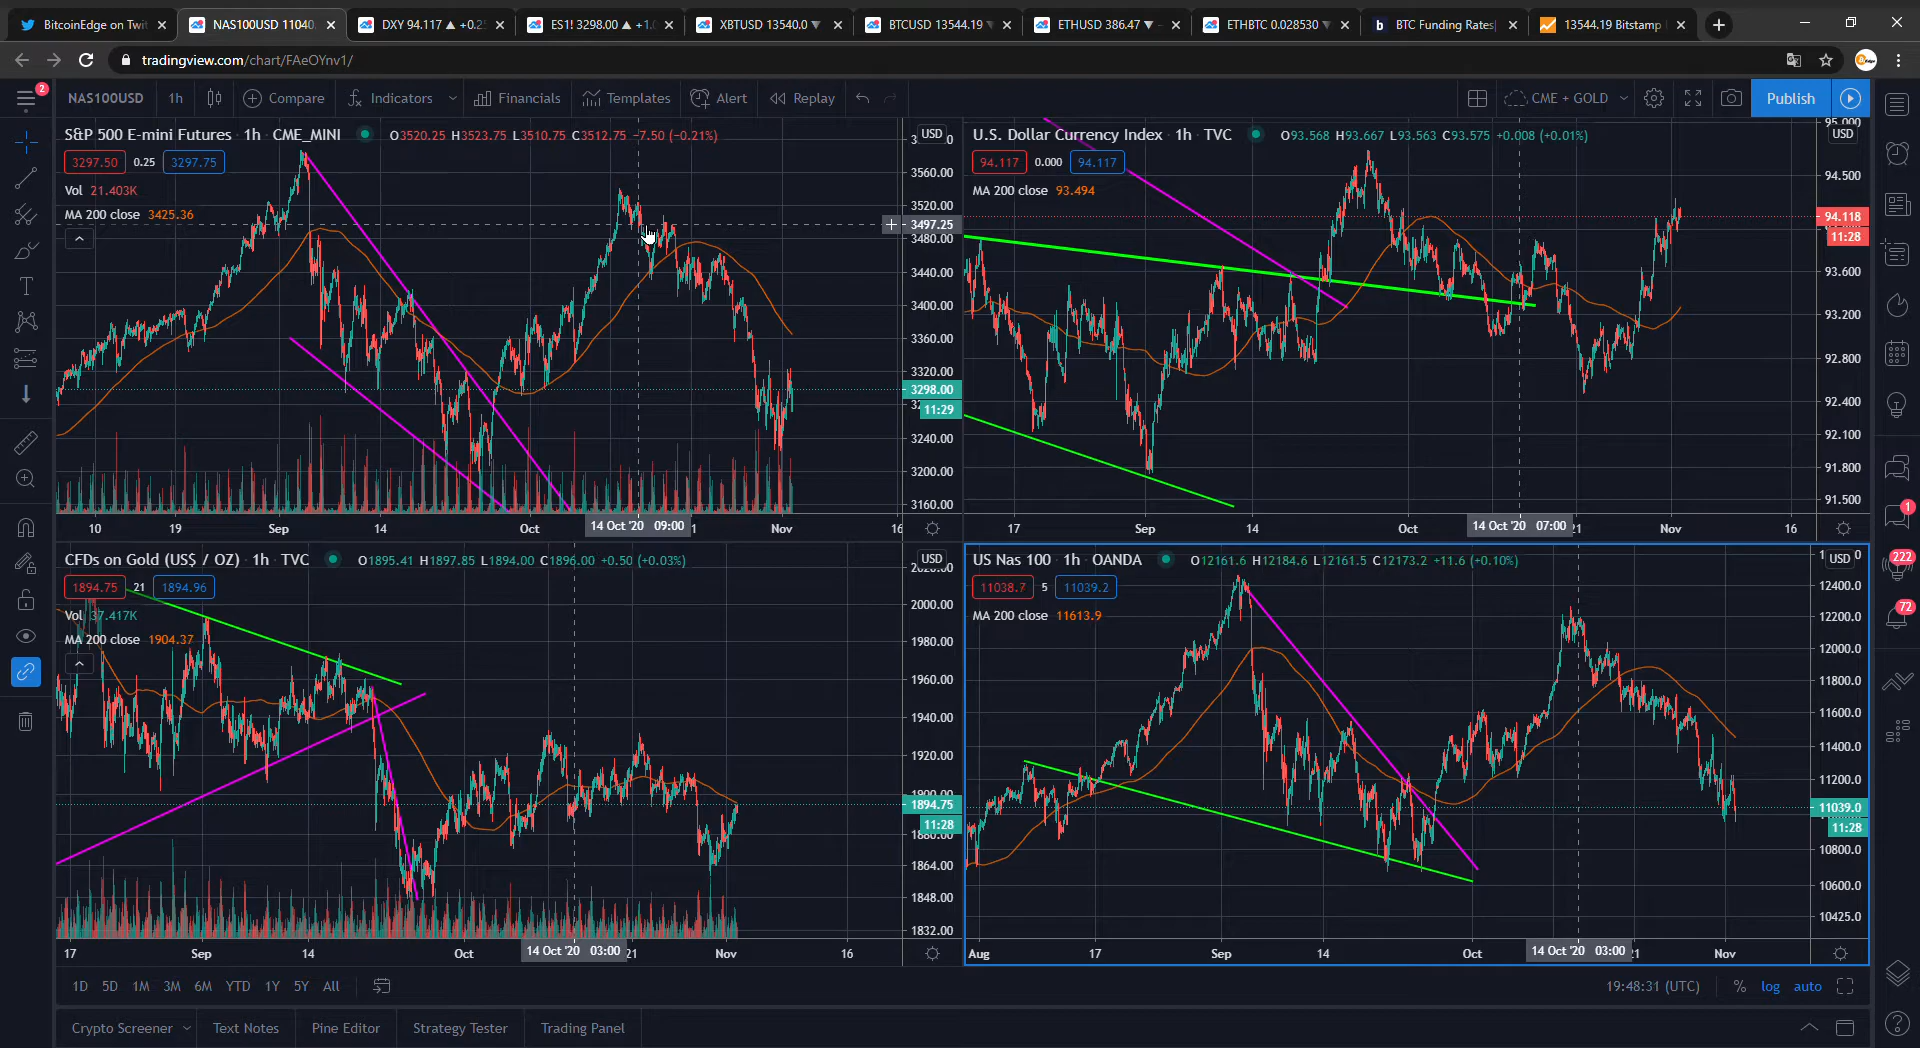 BitcoinEdge on Twit
NAS100USD 11040.
DXY 94.117 ▲ +0.2
ES1! 3298.00 ▲ +1.
XBTUSD 13540.0 ▼
BTCUSD 13544.19
ETHUSD 386.47 ▼
ETHBTC 0.028530 ▼
BTC Funding Rates
13544.19 Bitstamp
tradingview.com/chart/FAeOYnv1/
2
NAS100USD 1h Compare Indicators Financials Templates Alert Replay CME + GOLD Publish
S&P 500 E-mini Futures · 1h · CME_MINI O3520.25 H3523.75 L3510.75 C3512.75 −7.50 (−0.21%)
USD
3297.50 0.25 3297.75
Vol 21.403K
MA 200 close 3425.36
3560.00
3520.00
3497.25
3480.00
3440.00
3400.00
3360.00
3320.00
3298.00
11:29
3240.00
3200.00
3160.00
10 19 Sep 14 Oct 14 Oct '20 09:00 Nov 16
U.S. Dollar Currency Index · 1h · TVC O93.568 H93.667 L93.563 C93.575 +0.008 (+0.01%)
95.000
USD
94.117 0.000 94.117
MA 200 close 93.494
94.500
94.118
11:28
93.600
93.200
92.800
92.400
92.100
91.800
91.500
17 Sep 14 Oct 14 Oct '20 07:00 21 Nov 16
CFDs on Gold (US$ / OZ) · 1h · TVC O1895.41 H1897.85 L1894.00 C1896.00 +0.50 (+0.03%)
USD
1894.75 21 1894.96
Vol 37.417K
MA 200 close 1904.37
2000.00
1980.00
1960.00
1940.00
1920.00
1900.00
1894.75
11:28
1880.00
1864.00
1848.00
1832.00
17 Sep 14 Oct 14 Oct '20 03:00 21 Nov 16
US Nas 100 · 1h · OANDA O12161.6 H12184.6 L12161.5 C12173.2 +11.6 (+0.10%)
USD
11038.7 5 11039.2
MA 200 close 11613.9
12400.0
12200.0
12000.0
11800.0
11600.0
11400.0
11200.0
11039.0
11:28
10800.0
10600.0
10425.0
Aug 17 Sep 14 Oct 14 Oct '20 03:00 Nov
1
222
72
1D 5D 1M 3M 6M YTD 1Y 5Y All 19:48:31 (UTC) % log auto
Crypto Screener Text Notes Pine Editor Strategy Tester Trading Panel